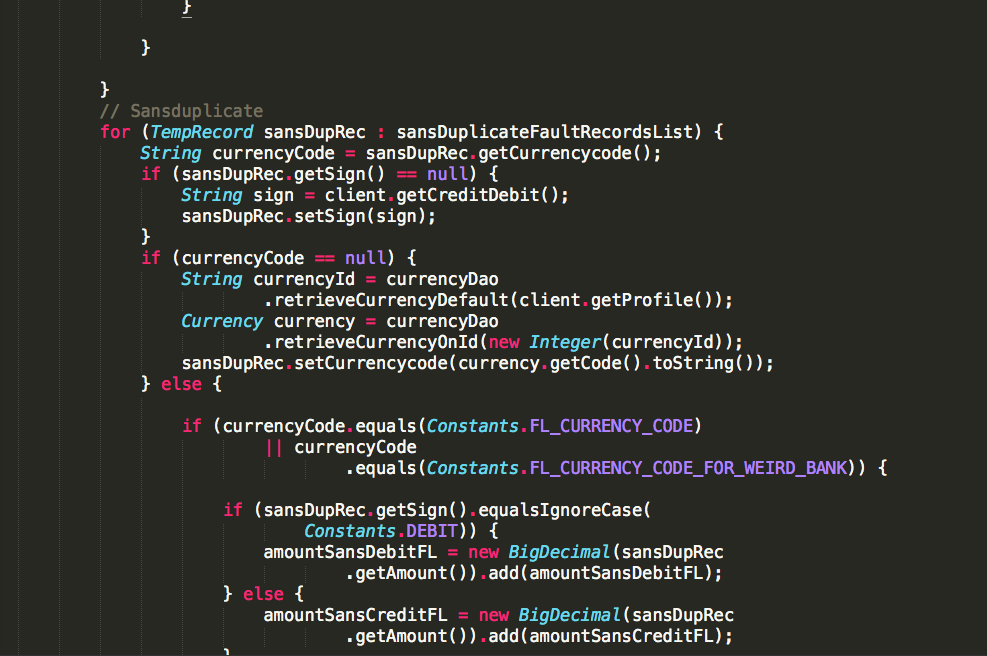 }
}
}
// Sansduplicate
for (TempRecord sansDupRec : sansDuplicateFaultRecordsList) {
String currencyCode = sansDupRec.getCurrencycode();
if (sansDupRec.getSign() == null) {
String sign = client.getCreditDebit();
sansDupRec.setSign(sign);
}
if (currencyCode == null) {
String currencyId = currencyDao
.retrieveCurrencyDefault(client.getProfile());
Currency currency = currencyDao
.retrieveCurrencyOnId(new Integer(currencyId));
sansDupRec.setCurrencycode(currency.getCode().toString());
} else {
if (currencyCode.equals(Constants.FL_CURRENCY_CODE)
|| currencyCode
.equals(Constants.FL_CURRENCY_CODE_FOR_WEIRD_BANK)) {
if (sansDupRec.getSign().equalsIgnoreCase(
Constants.DEBIT)) {
amountSansDebitFL = new BigDecimal(sansDupRec
.getAmount()).add(amountSansDebitFL);
} else {
amountSansCreditFL = new BigDecimal(sansDupRec
.getAmount()).add(amountSansCreditFL);
}